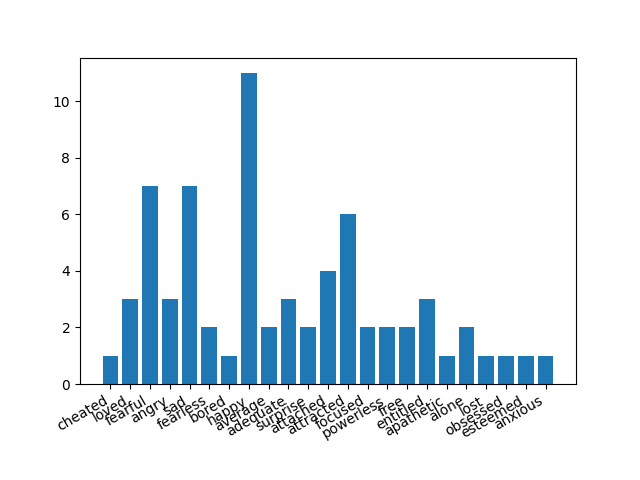 10
8
6
4
2
0
cheated
loved
fearful
angry
sad
fearless
bored
happy
average
adequate
surprise
attached
attracted
focused
powerless
free
entitled
apathetic
alone
lost
obsessed
esteemed
anxious